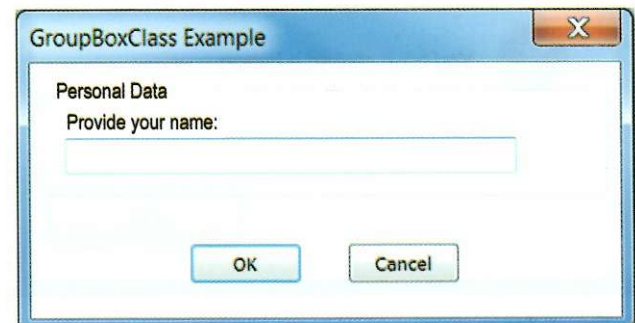 GroupBoxClass Example
X
Personal Data
Provide your name:
OK
Cancel